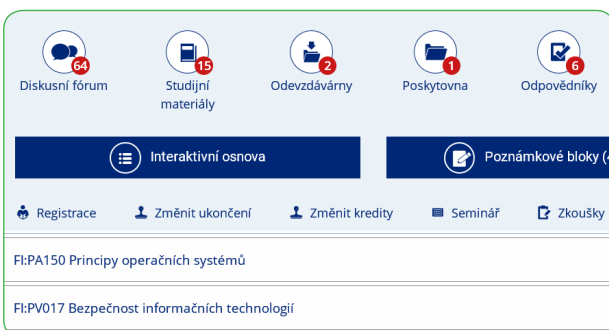 64
15
2
1
6
Diskusní fórum
Studijní
materiály
Odevzdávárny
Poskytovna
Odpovědníky
Interaktivní osnova
Poznámkové bloky (4
Registrace
Změnit ukončení
Změnit kredity
Seminář
Zkoušky
FI:PA150 Principy operačních systémů
FI:PV017 Bezpečnost informačních technologií